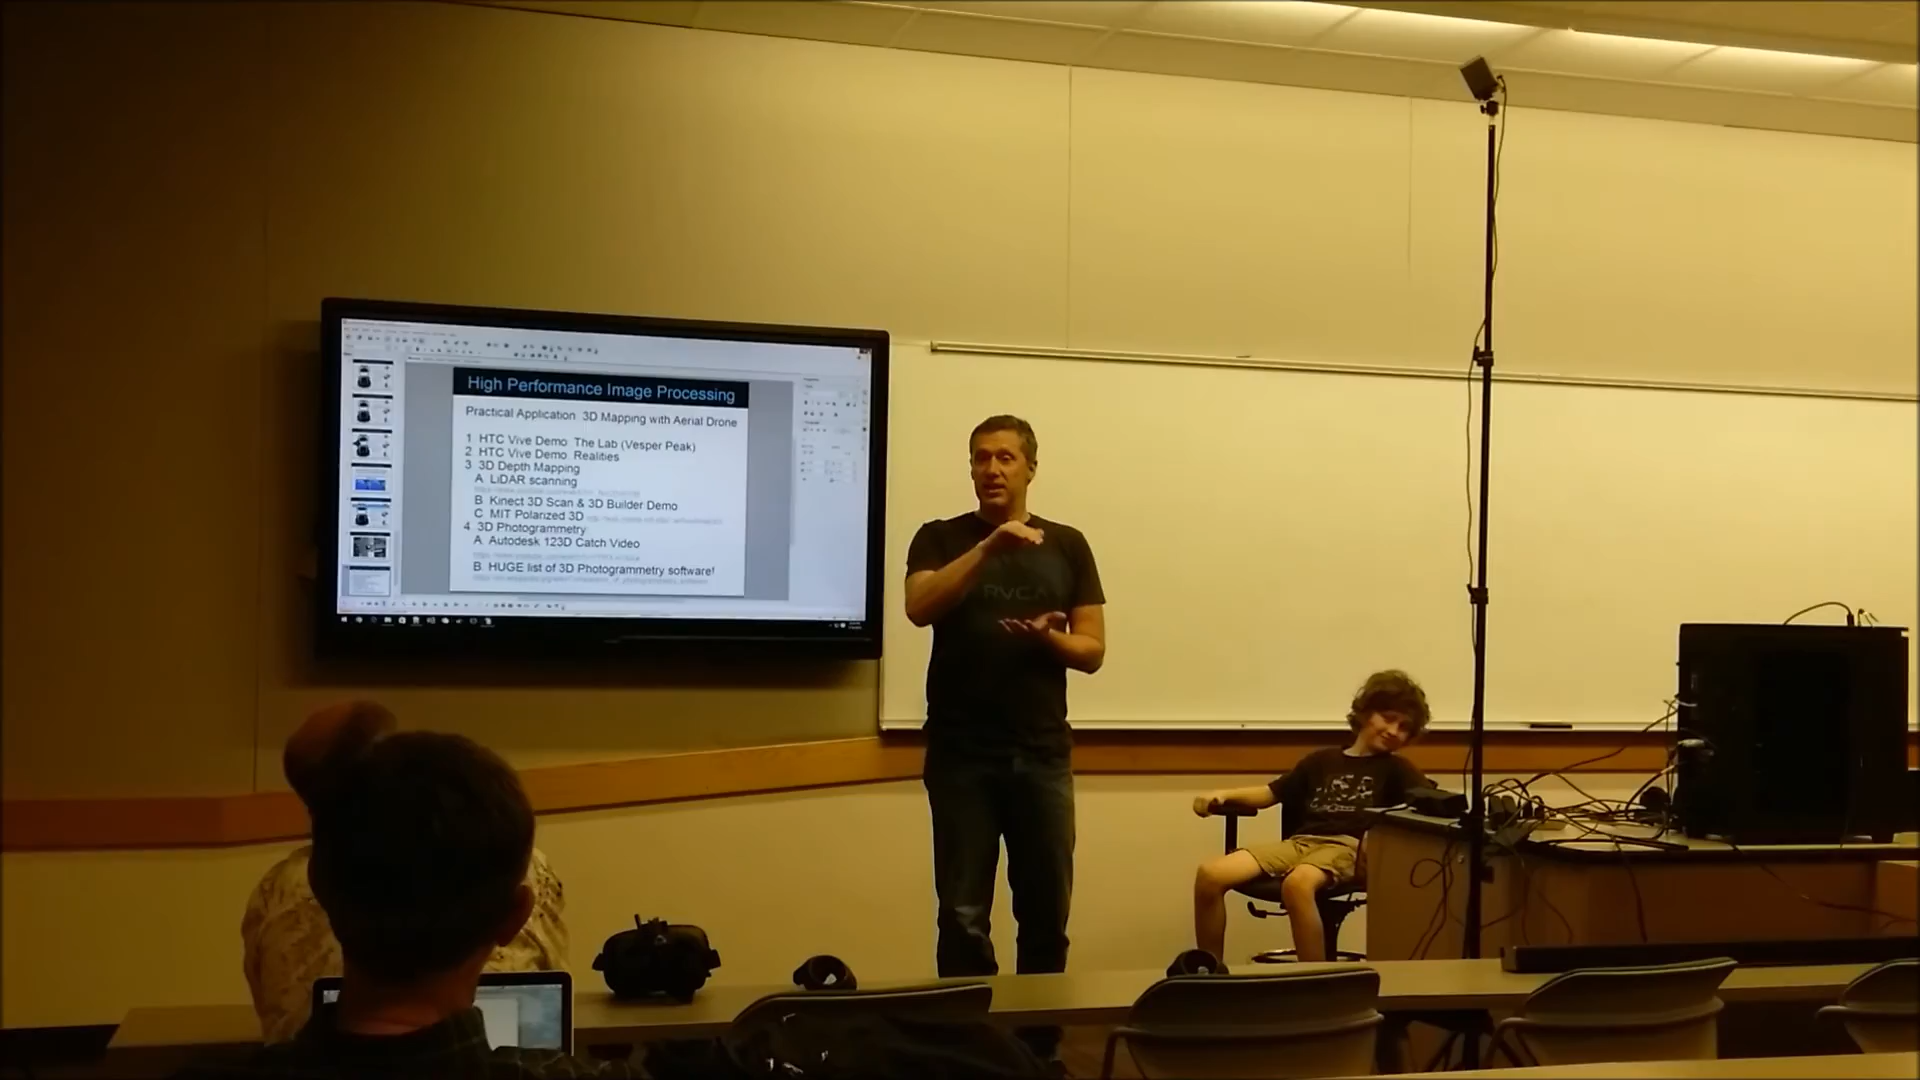 High Performance Image Processing
Practical Application 3D Mapping with Aerial Drone
1 HTC Vive Demo The Lab (Vesper Peak)
2 HTC Vive Demo Realities
3 3D Depth Mapping
A LiDAR scanning
B Kinect 3D Scan & 3D Builder Demo
C MIT Polarized 3D
4 3D Photogrammetry
A Autodesk 123D Catch Video
B HUGE list of 3D Photogrammetry software!
RVCA